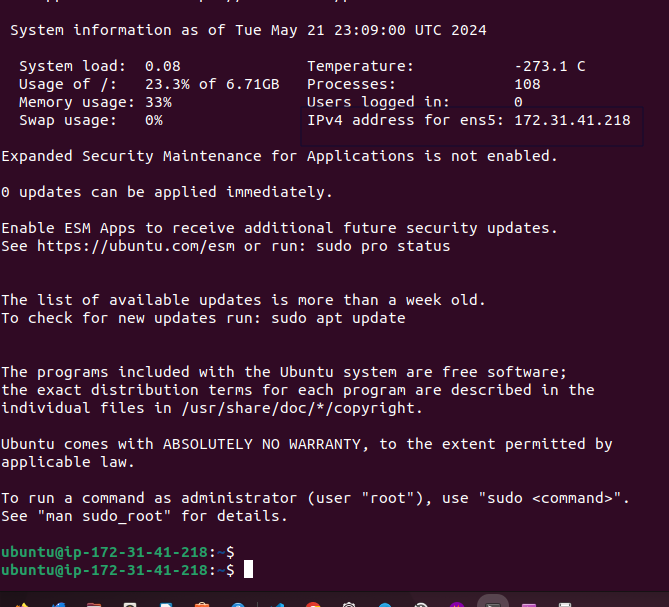 System information as of Tue May 21 23:09:00 UTC 2024
System load: 0.08 Temperature: -273.1 C
Usage of /: 23.3% of 6.71GB Processes: 108
Memory usage: 33% Users logged in: 0
Swap usage: 0% IPv4 address for ens5: 172.31.41.218
Expanded Security Maintenance for Applications is not enabled.
0 updates can be applied immediately.
Enable ESM Apps to receive additional future security updates.
See https://ubuntu.com/esm or run: sudo pro status
The list of available updates is more than a week old.
To check for new updates run: sudo apt update
The programs included with the Ubuntu system are free software;
the exact distribution terms for each program are described in the
individual files in /usr/share/doc/*/copyright.
Ubuntu comes with ABSOLUTELY NO WARRANTY, to the extent permitted by
applicable law.
To run a command as administrator (user "root"), use "sudo <command>".
See "man sudo_root" for details.
ubuntu@ip-172-31-41-218:~$
ubuntu@ip-172-31-41-218:~$